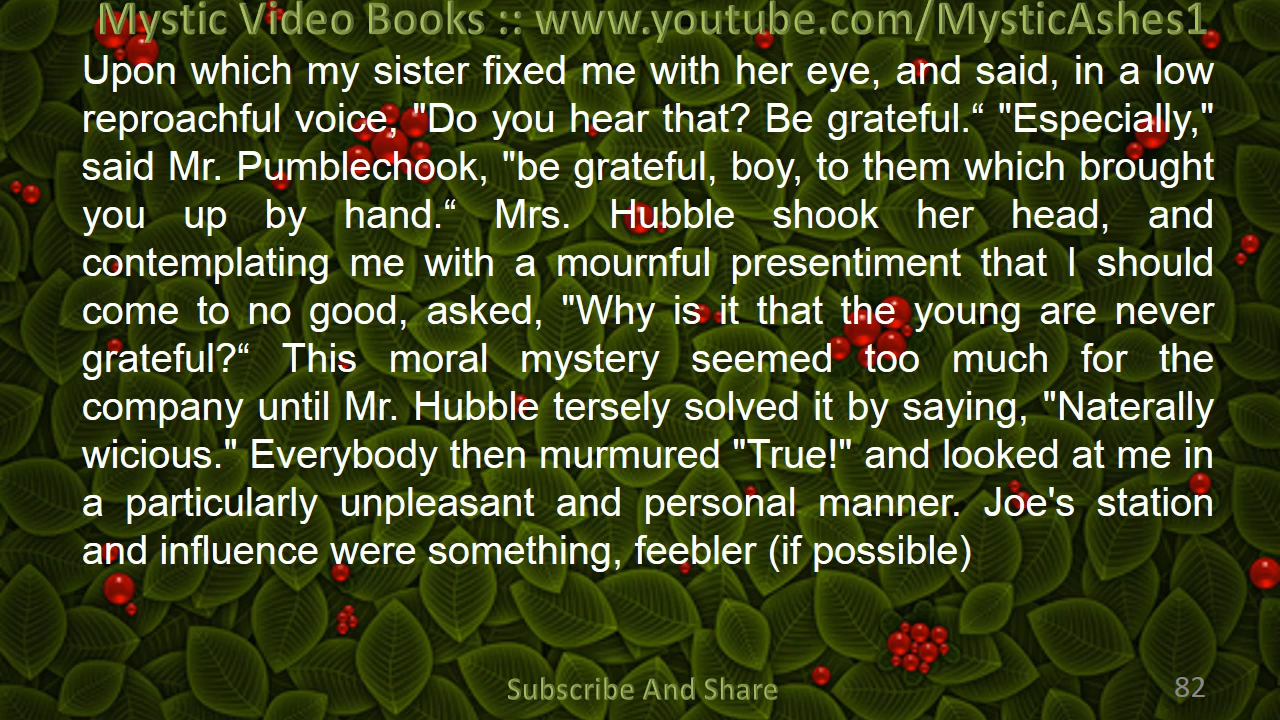 Mystic Video Books :: www.youtube.com/MysticAshes1
Upon which my sister fixed me with her eye, and said, in a low
reproachful voice, "Do you hear that? Be grateful.“ "Especially,"
said Mr. Pumblechook, "be grateful, boy, to them which brought
you up by hand.“ Mrs. Hubble shook her head, and
contemplating me with a mournful presentiment that I should
come to no good, asked, "Why is it that the young are never
grateful?“ This moral mystery seemed too much for the
company until Mr. Hubble tersely solved it by saying, "Naterally
wicious." Everybody then murmured "True!" and looked at me in
a particularly unpleasant and personal manner. Joe's station
and influence were something, feebler (if possible)
Subscribe And Share
82